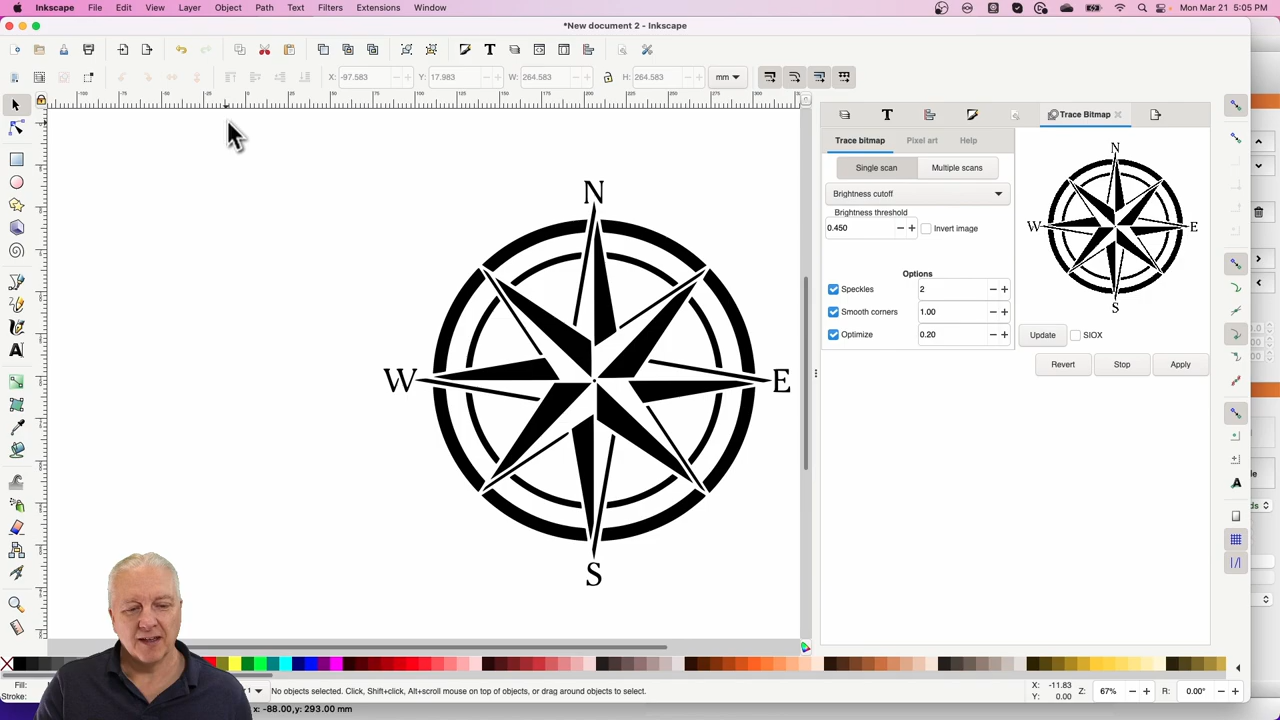 Inkscape File Edit View Layer Object Path Text Filters Extensions Window Mon Mar 21 5:05 PM
*New document 2 - Inkscape
X: -97.583 Y: 17.983 W: 264.583 H: 264.583 mm
Trace Bitmap
Trace bitmap Pixel art Help
Single scan Multiple scans
Brightness cutoff
Brightness threshold
0.450 Invert image
Options
Speckles 2
Smooth corners 1.00
Optimize 0.20
Update SIOX
Revert Stop Apply
N
W E
S
N
W E
S
Fill:
Stroke:
No objects selected. Click, Shift+click, Alt+scroll mouse on top of objects, or drag around objects to select.
X: -11.83
Y: 0.00
Z: 67% R: 0.00°
x: -88.00,y: 293.00 mm